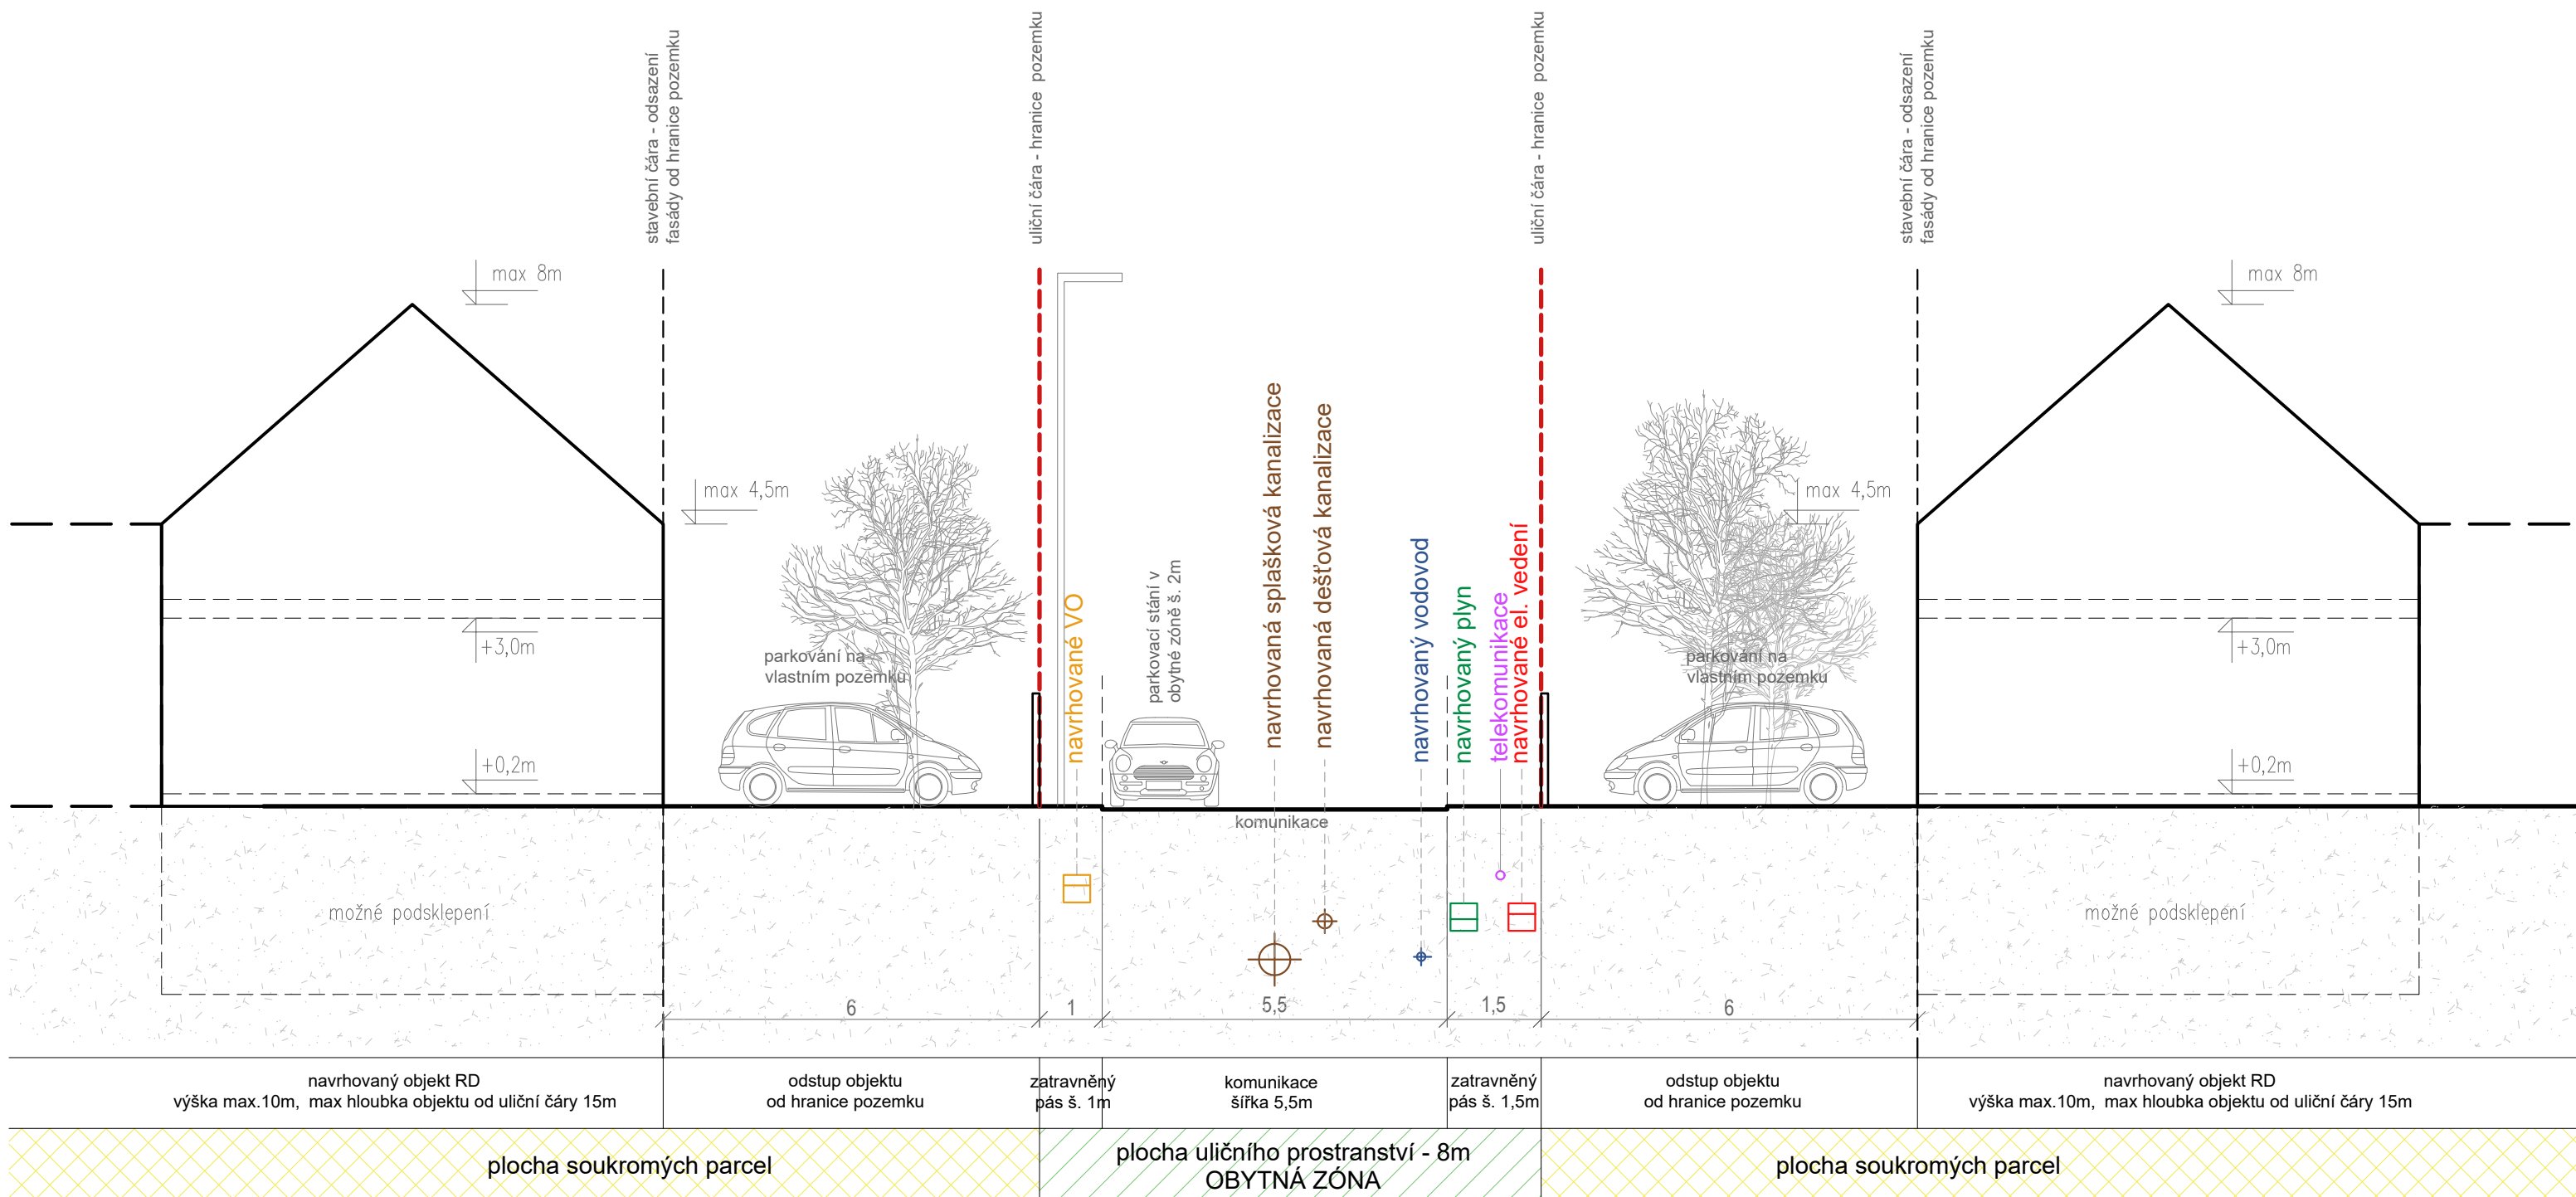 stavební čára - odsazení
fasády od hranice pozemku
uliční čára - hranice pozemku
uliční čára - hranice pozemku
stavební čára - odsazení
fasády od hranice pozemku
max 8m
max 8m
max 4,5m
max 4,5m
+3,0m
+3,0m
+0,2m
+0,2m
parkování na
vlastním pozemku
navrhované VO
parkovací stání v
obytné zóně š. 2m
navrhovaná splašková kanalizace
navrhovaná dešťová kanalizace
navrhovaný vodovod
navrhovaný plyn
telekomunikace
navrhované el. vedení
parkování na
vlastním pozemku
komunikace
možné podsklepení
možné podsklepení
6
1
5,5
1,5
6
navrhovaný objekt RD
výška max.10m, max hloubka objektu od uliční čáry 15m
odstup objektu
od hranice pozemku
zatravněný
pás š. 1m
komunikace
šířka 5,5m
zatravněný
pás š. 1,5m
odstup objektu
od hranice pozemku
navrhovaný objekt RD
výška max.10m, max hloubka objektu od uliční čáry 15m
plocha soukromých parcel
plocha uličního prostranství - 8m
OBYTNÁ ZÓNA
plocha soukromých parcel